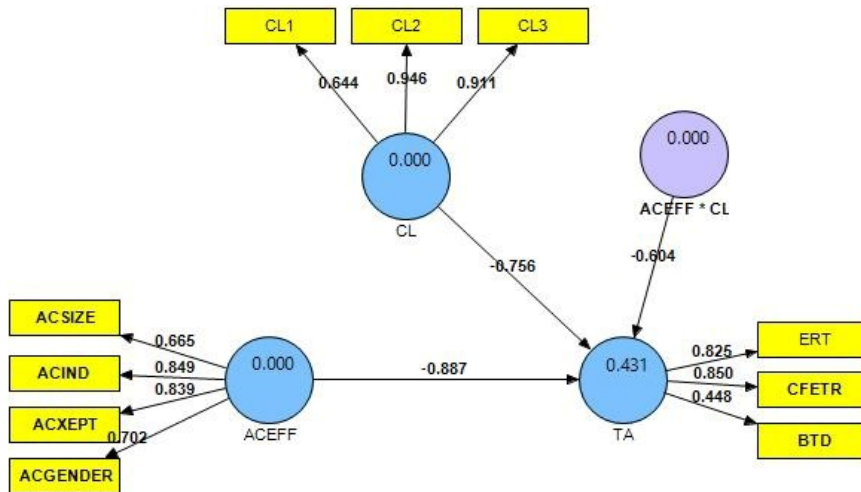 CL1 CL2 CL3
0.644 0.946 0.911
0.000
CL
0.000
ACEFF * CL
-0.756
-0.604
ACSIZE
ACIND
ACXEPT
ACGENDER
0.665
0.849
0.839
0.702
0.000
ACEFF
-0.887
0.431
TA
0.825
0.850
0.448
ERT
CFETR
BTD